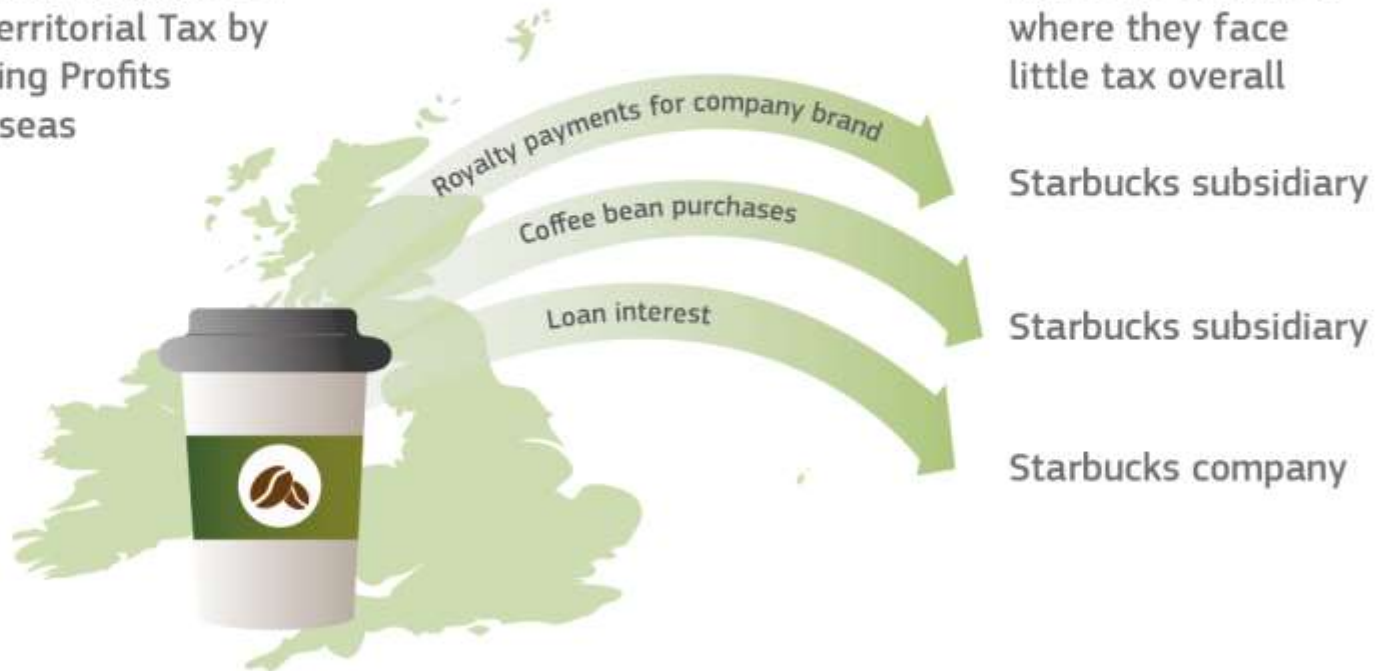 erritorial Tax by
ing Profits
seas
where they face
little tax overall
Royalty payments for company brand
Starbucks subsidiary
Coffee bean purchases
Starbucks subsidiary
Loan interest
Starbucks company